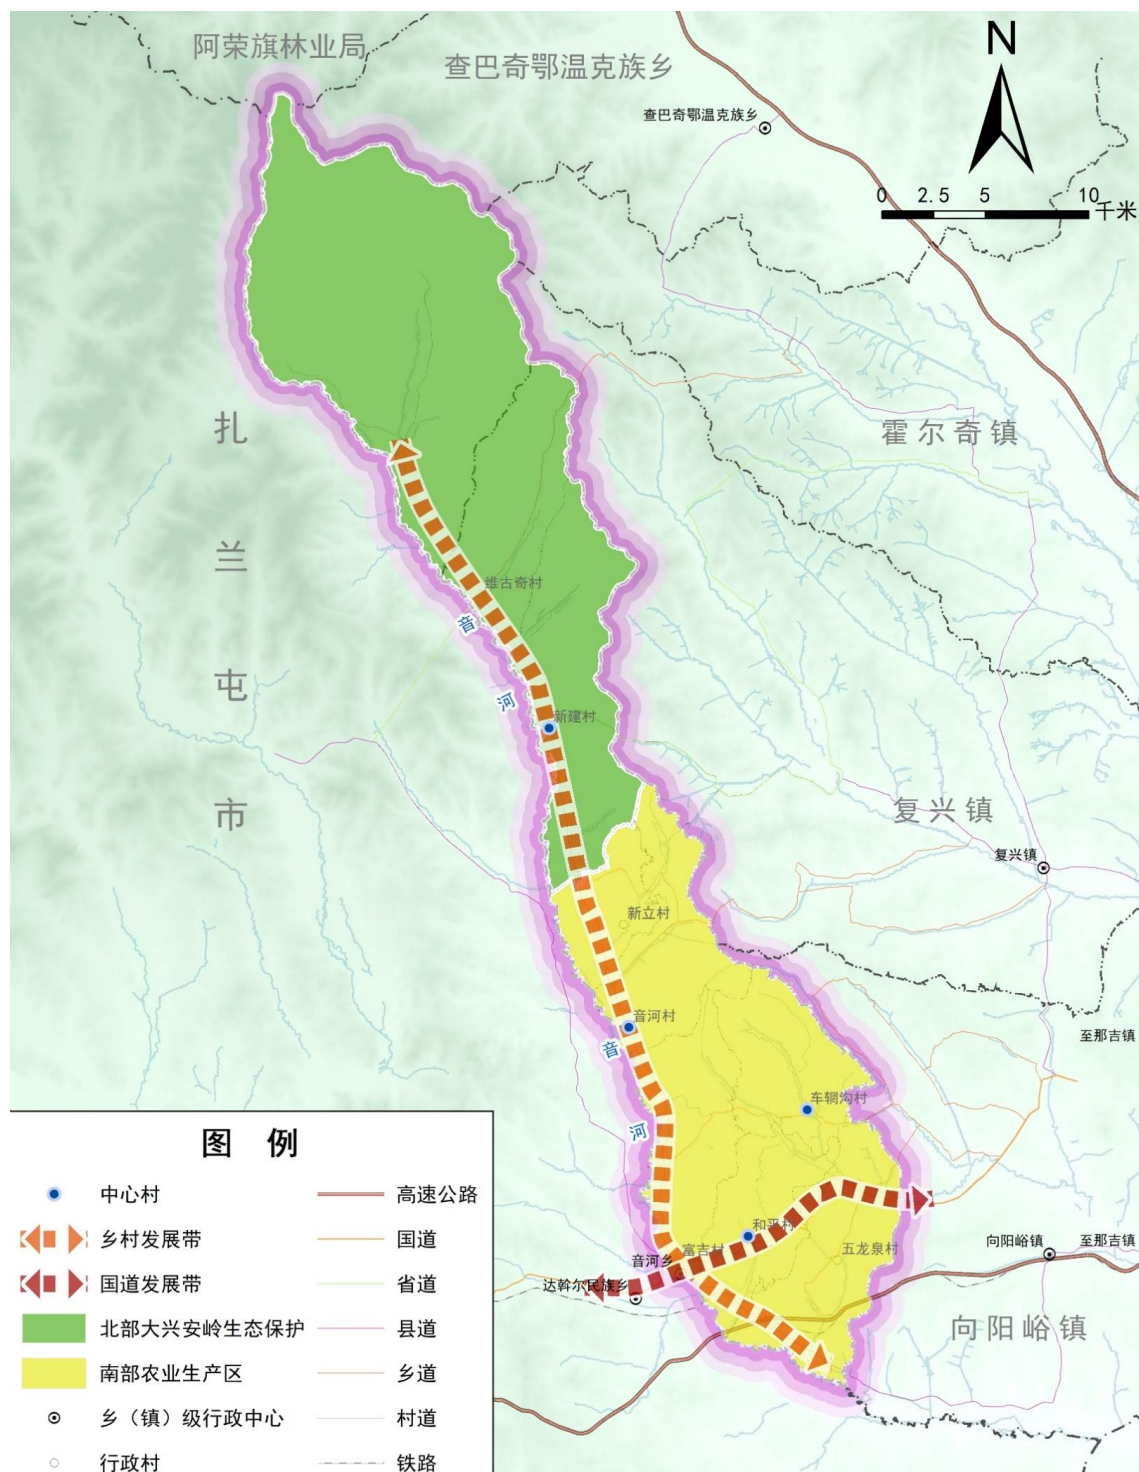 阿荣旗林业局
查巴奇鄂温克族乡
N
查巴奇鄂温克族乡
0 2.5 5 10 千米
扎兰屯市
霍尔奇镇
维古奇村
音河
新建村
复兴镇
复兴镇
新立村
音河村
至那吉镇
音河
车辋沟村
和平村
富吉村
五龙泉村
向阳峪镇
至那吉镇
音河乡
达斡尔民族乡
向阳峪镇
图 例
中心村
高速公路
乡村发展带
国道
国道发展带
省道
北部大兴安岭生态保护
县道
南部农业生产区
乡道
乡（镇）级行政中心
村道
行政村
铁路